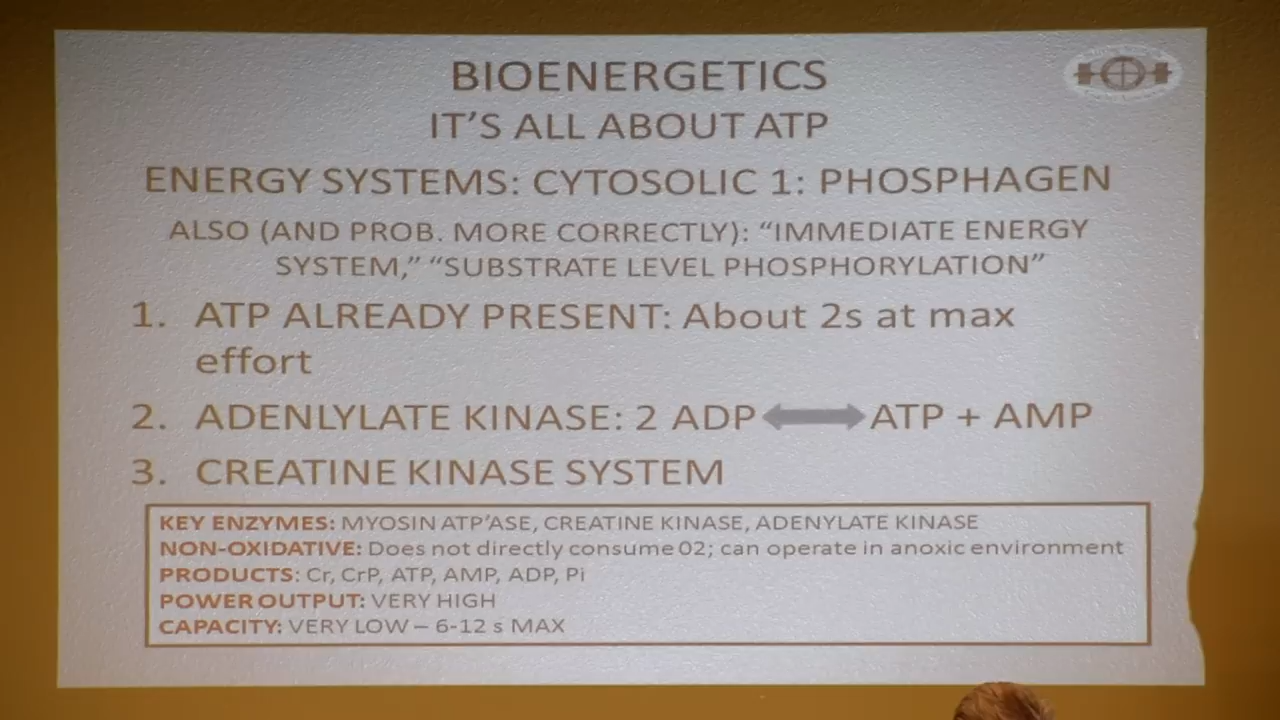 BIOENERGETICS
IT'S ALL ABOUT ATP
ENERGY SYSTEMS: CYTOSOLIC 1: PHOSPHAGEN
ALSO (AND PROB. MORE CORRECTLY): “IMMEDIATE ENERGY
SYSTEM,” “SUBSTRATE LEVEL PHOSPHORYLATION”
1. ATP ALREADY PRESENT: About 2s at max
effort
2. ADENLYLATE KINASE: 2 ADP ⟷ ATP + AMP
3. CREATINE KINASE SYSTEM
KEY ENZYMES: MYOSIN ATP'ASE, CREATINE KINASE, ADENYLATE KINASE
NON-OXIDATIVE: Does not directly consume 02; can operate in anoxic environment
PRODUCTS: Cr, CrP, ATP, AMP, ADP, Pi
POWER OUTPUT: VERY HIGH
CAPACITY: VERY LOW – 6-12 s MAX